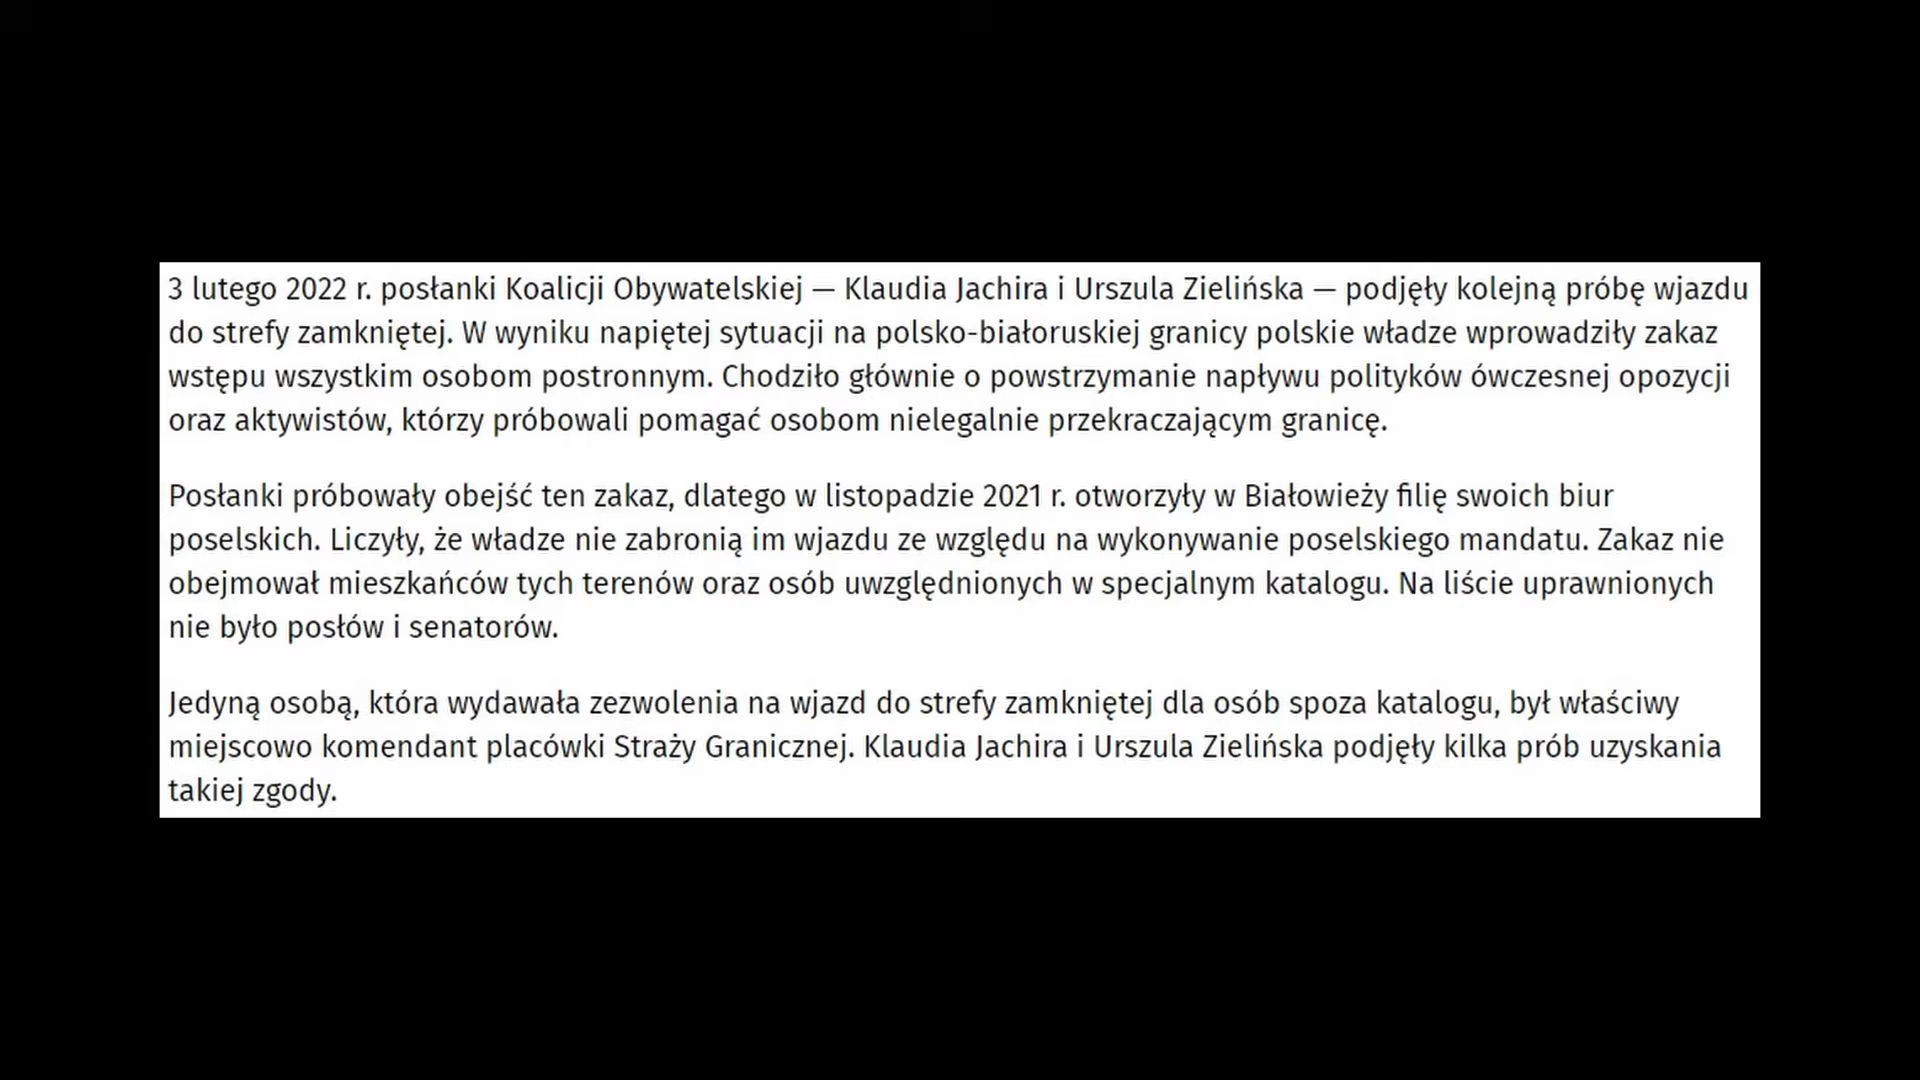 3 lutego 2022 r. posłanki Koalicji Obywatelskiej — Klaudia Jachira i Urszula Zielińska — podjęły kolejną próbę wjazdu
do strefy zamkniętej. W wyniku napiętej sytuacji na polsko-białoruskiej granicy polskie władze wprowadziły zakaz
wstępu wszystkim osobom postronnym. Chodziło głównie o powstrzymanie napływu polityków ówczesnej opozycji
oraz aktywistów, którzy próbowali pomagać osobom nielegalnie przekraczającym granicę.
Posłanki próbowały obejść ten zakaz, dlatego w listopadzie 2021 r. otworzyły w Białowieży filię swoich biur
poselskich. Liczyły, że władze nie zabronią im wjazdu ze względu na wykonywanie poselskiego mandatu. Zakaz nie
obejmował mieszkańców tych terenów oraz osób uwzględnionych w specjalnym katalogu. Na liście uprawnionych
nie było posłów i senatorów.
Jedyną osobą, która wydawała zezwolenia na wjazd do strefy zamkniętej dla osób spoza katalogu, był właściwy
miejscowo komendant placówki Straży Granicznej. Klaudia Jachira i Urszula Zielińska podjęły kilka prób uzyskania
takiej zgody.